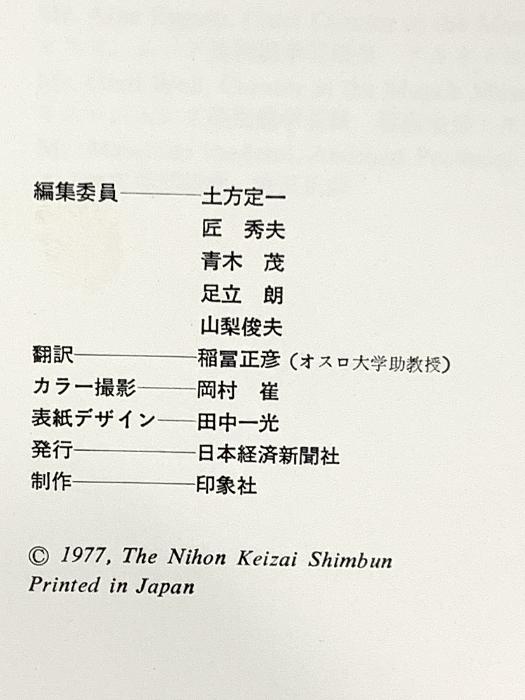 編集委員———土方定一
匠　秀夫
青木　茂
足立　朗
山梨俊夫
翻訳———稲冨正彦 (オスロ大学助教授)
カラー撮影———岡村　崔
表紙デザイン——田中一光
発行———日本経済新聞社
制作———印象社
© 1977, The Nihon Keizai Shimbun
Printed in Japan